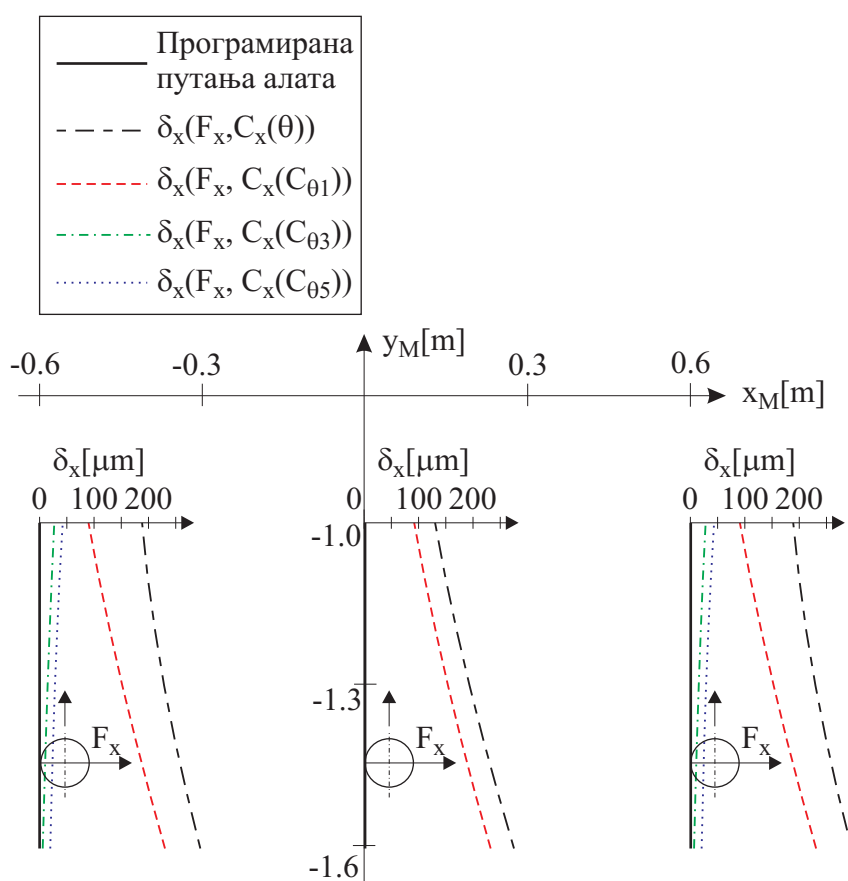 Програмирана
путања алата
δx(Fx,Cx(θ))
δx(Fx, Cx(Cθ1))
δx(Fx, Cx(Cθ3))
δx(Fx, Cx(Cθ5))
yM[m]
-0.6 -0.3 0.3 0.6
xM[m]
δx[μm] δx[μm] δx[μm]
0 100 200 0 100 200 0 100 200
-1.0
-1.3
Fx Fx Fx
-1.6